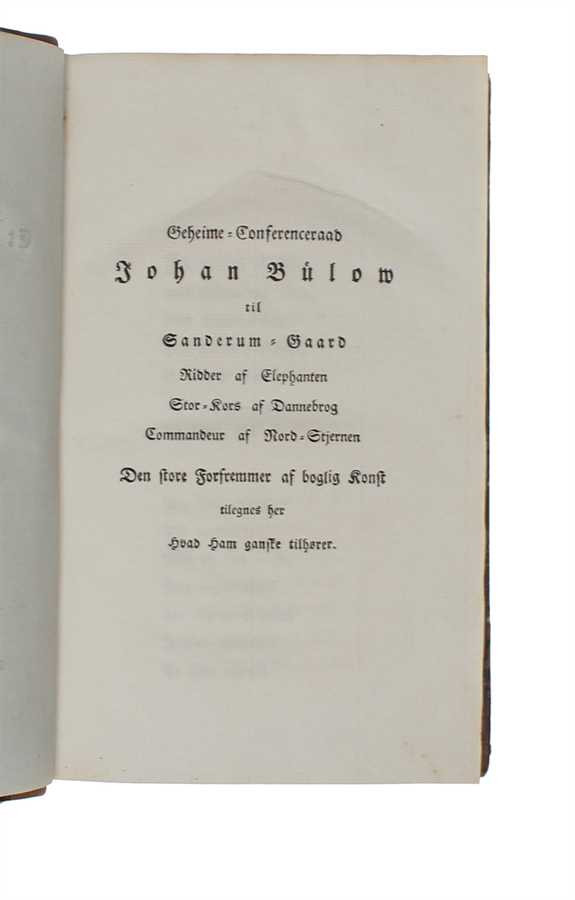 Geheime-Conferenceraad
Johan Bülow
til
Sanderum-Gaard
Ridder af Elephanten
Stor-Kors af Dannebrog
Commandeur af Nord-Stjernen
Den store Forfremmer af boglig Konst
tilegnes her
Hvad Ham ganske tilhører.